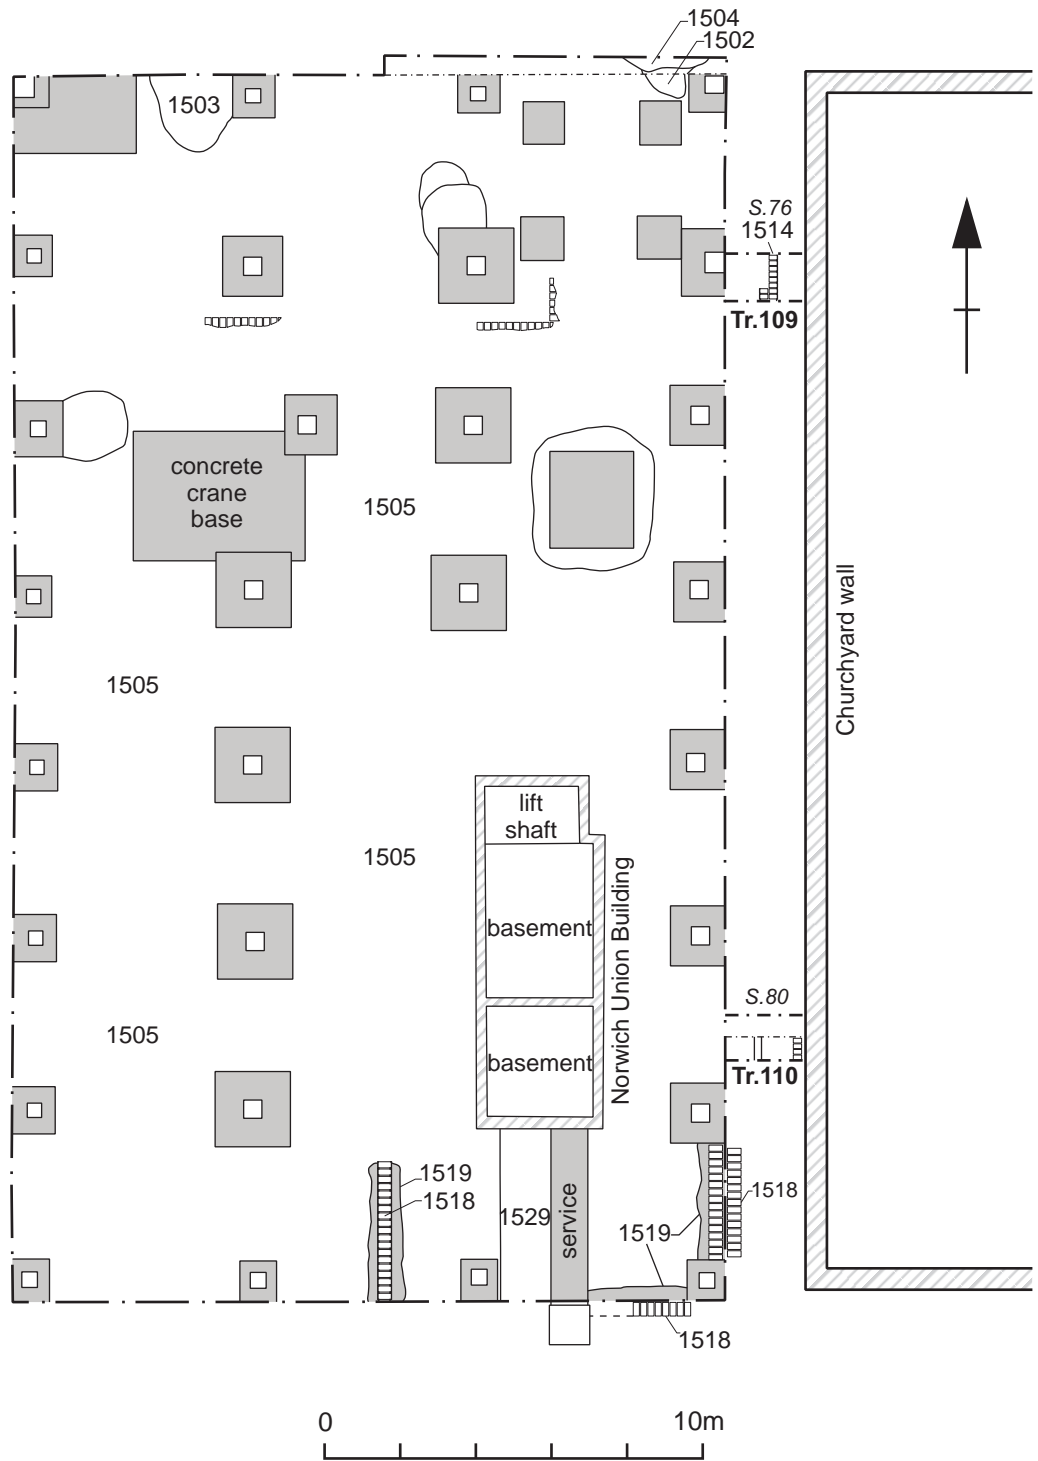 1504
1502
1503
S.76
1514
Tr.109
concrete
crane
base
1505
Churchyard wall
1505
lift
shaft
1505
Norwich Union Building
basement
S.80
1505
basement
Tr.110
1519
1518
1529
service
1518
1519
1518
0
10m